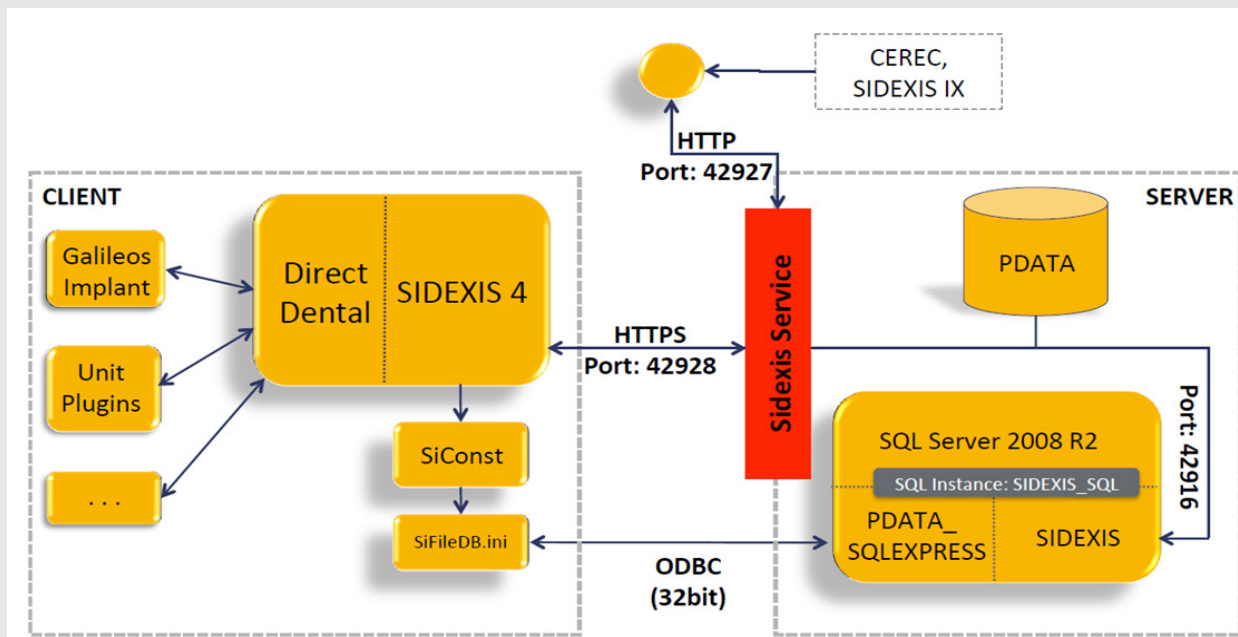 CEREC,
SIDEXIS IX
HTTP
Port: 42927
CLIENT
Galileos
Implant
Unit
Plugins
. . .
Direct
Dental
SIDEXIS 4
SiConst
SiFileDB.ini
HTTPS
Port: 42928
ODBC
(32bit)
Sidexis Service
SERVER
PDATA
Port: 42916
SQL Server 2008 R2
SQL Instance: SIDEXIS_SQL
PDATA_
SQLEXPRESS
SIDEXIS